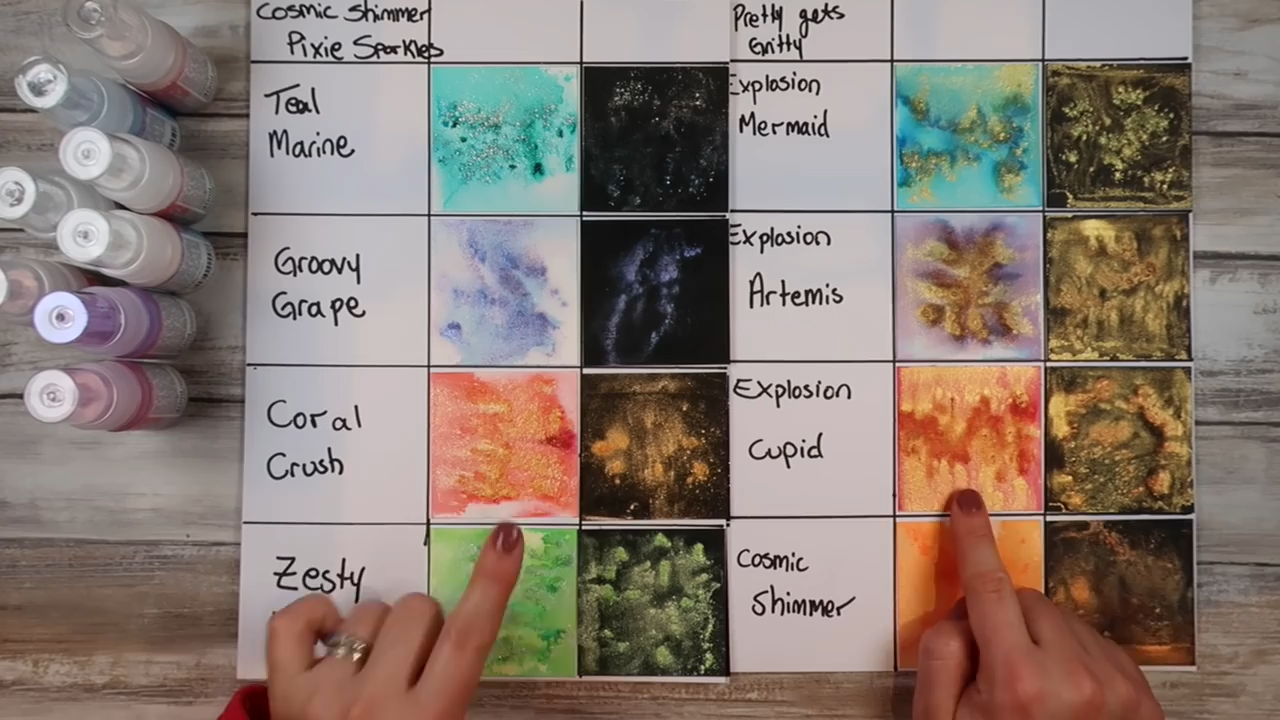 Cosmic Shimmer
Pixie Sparkles
Teal
Marine
Groovy
Grape
Coral
Crush
Zesty
Pretty gets
Gritty
Explosion
Mermaid
Explosion
Artemis
Explosion
Cupid
Cosmic
Shimmer